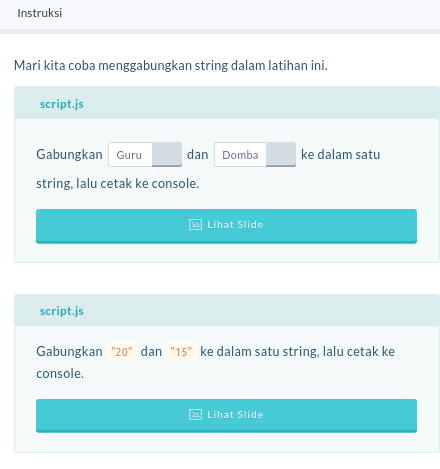 Instruksi
Mari kita coba menggabungkan string dalam latihan ini.
script.js
Gabungkan Guru dan Domba ke dalam satu
string, lalu cetak ke console.
Lihat Slide
script.js
Gabungkan "20" dan "15" ke dalam satu string, lalu cetak ke
console.
Lihat Slide